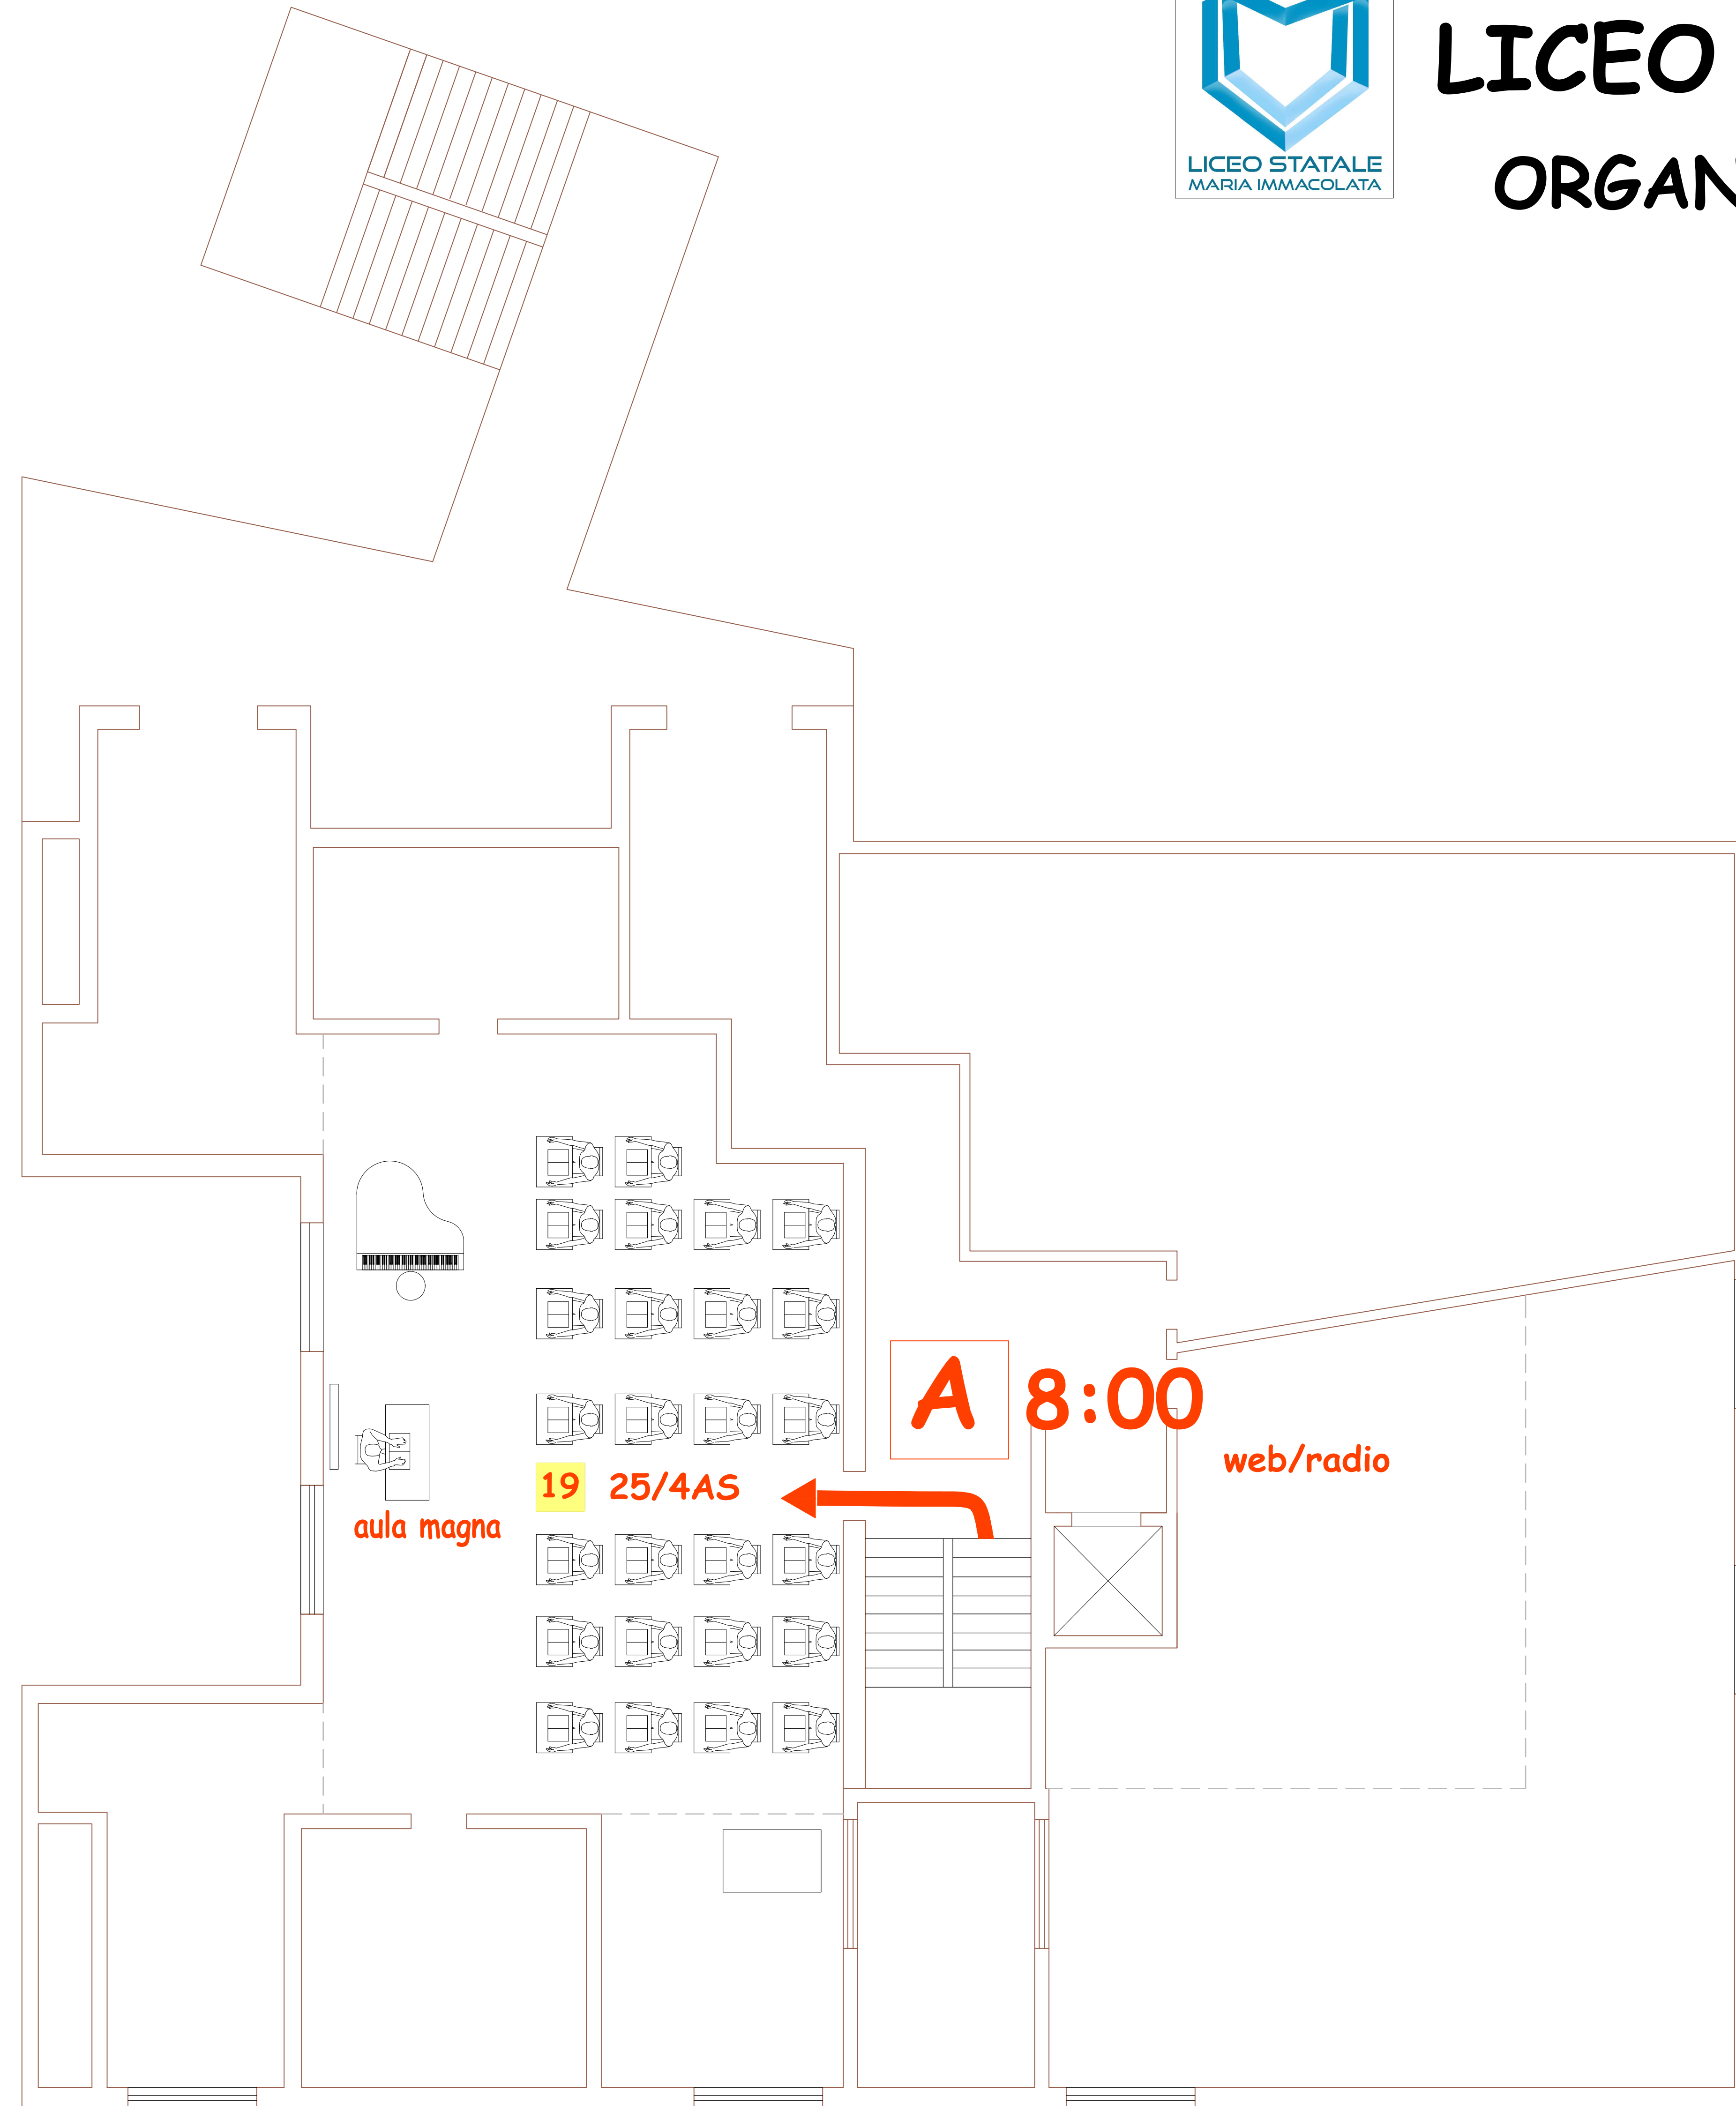 LICEO
ORGAN
LICEO STATALE
MARIA IMMACOLATA
A 8:00
web/radio
19 25/4AS
aula magna